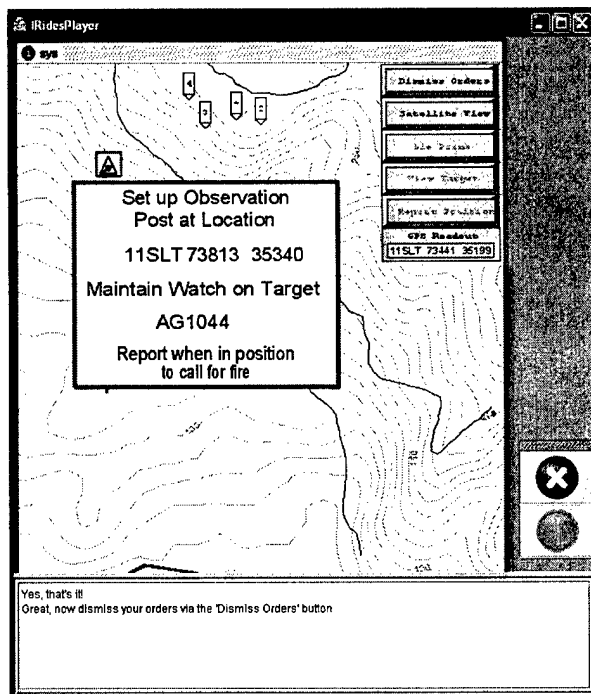 iRidesPlayer
sys
Dismiss Orders
Satellite View
View Target
Report Position
GPS Readout
11SLT 73441 35199
Set up Observation
Post at Location
11SLT 73813 35340
Maintain Watch on Target
AG1044
Report when in position
to call for fire
Yes, that's it!
Great, now dismiss your orders via the 'Dismiss Orders' button